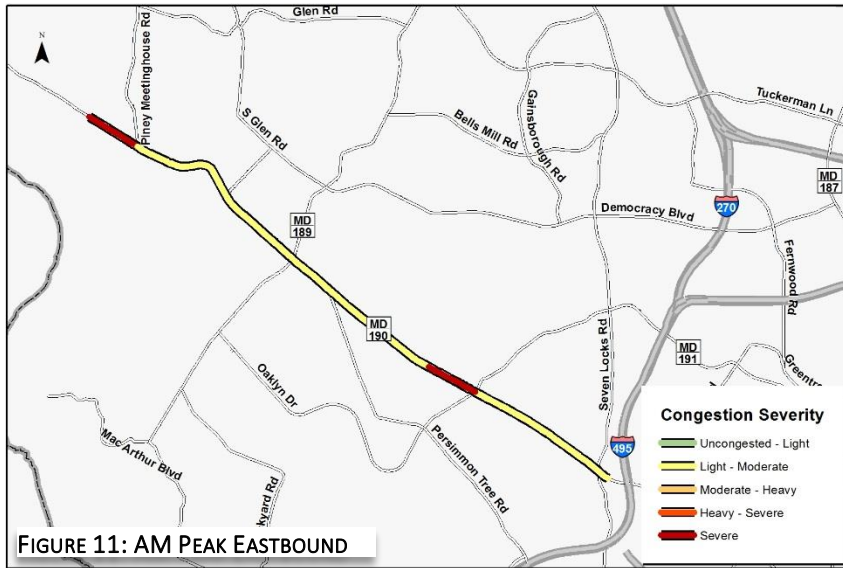 N
Glen Rd
Piney Meetinghouse Rd
S Glen Rd
Gainsborough Rd
Bells Mill Rd
Tuckerman Ln
MD
187
270
Democracy Blvd
MD
189
Fernwood Rd
MD
190
Seven Locks Rd
MD
191
Oaklyn Dr
Persimmon Tree Rd
Mac Arthur Blvd
495
Congestion Severity
Uncongested - Light
Light - Moderate
Moderate - Heavy
Heavy - Severe
Severe
FIGURE 11: AM PEAK EASTBOUND